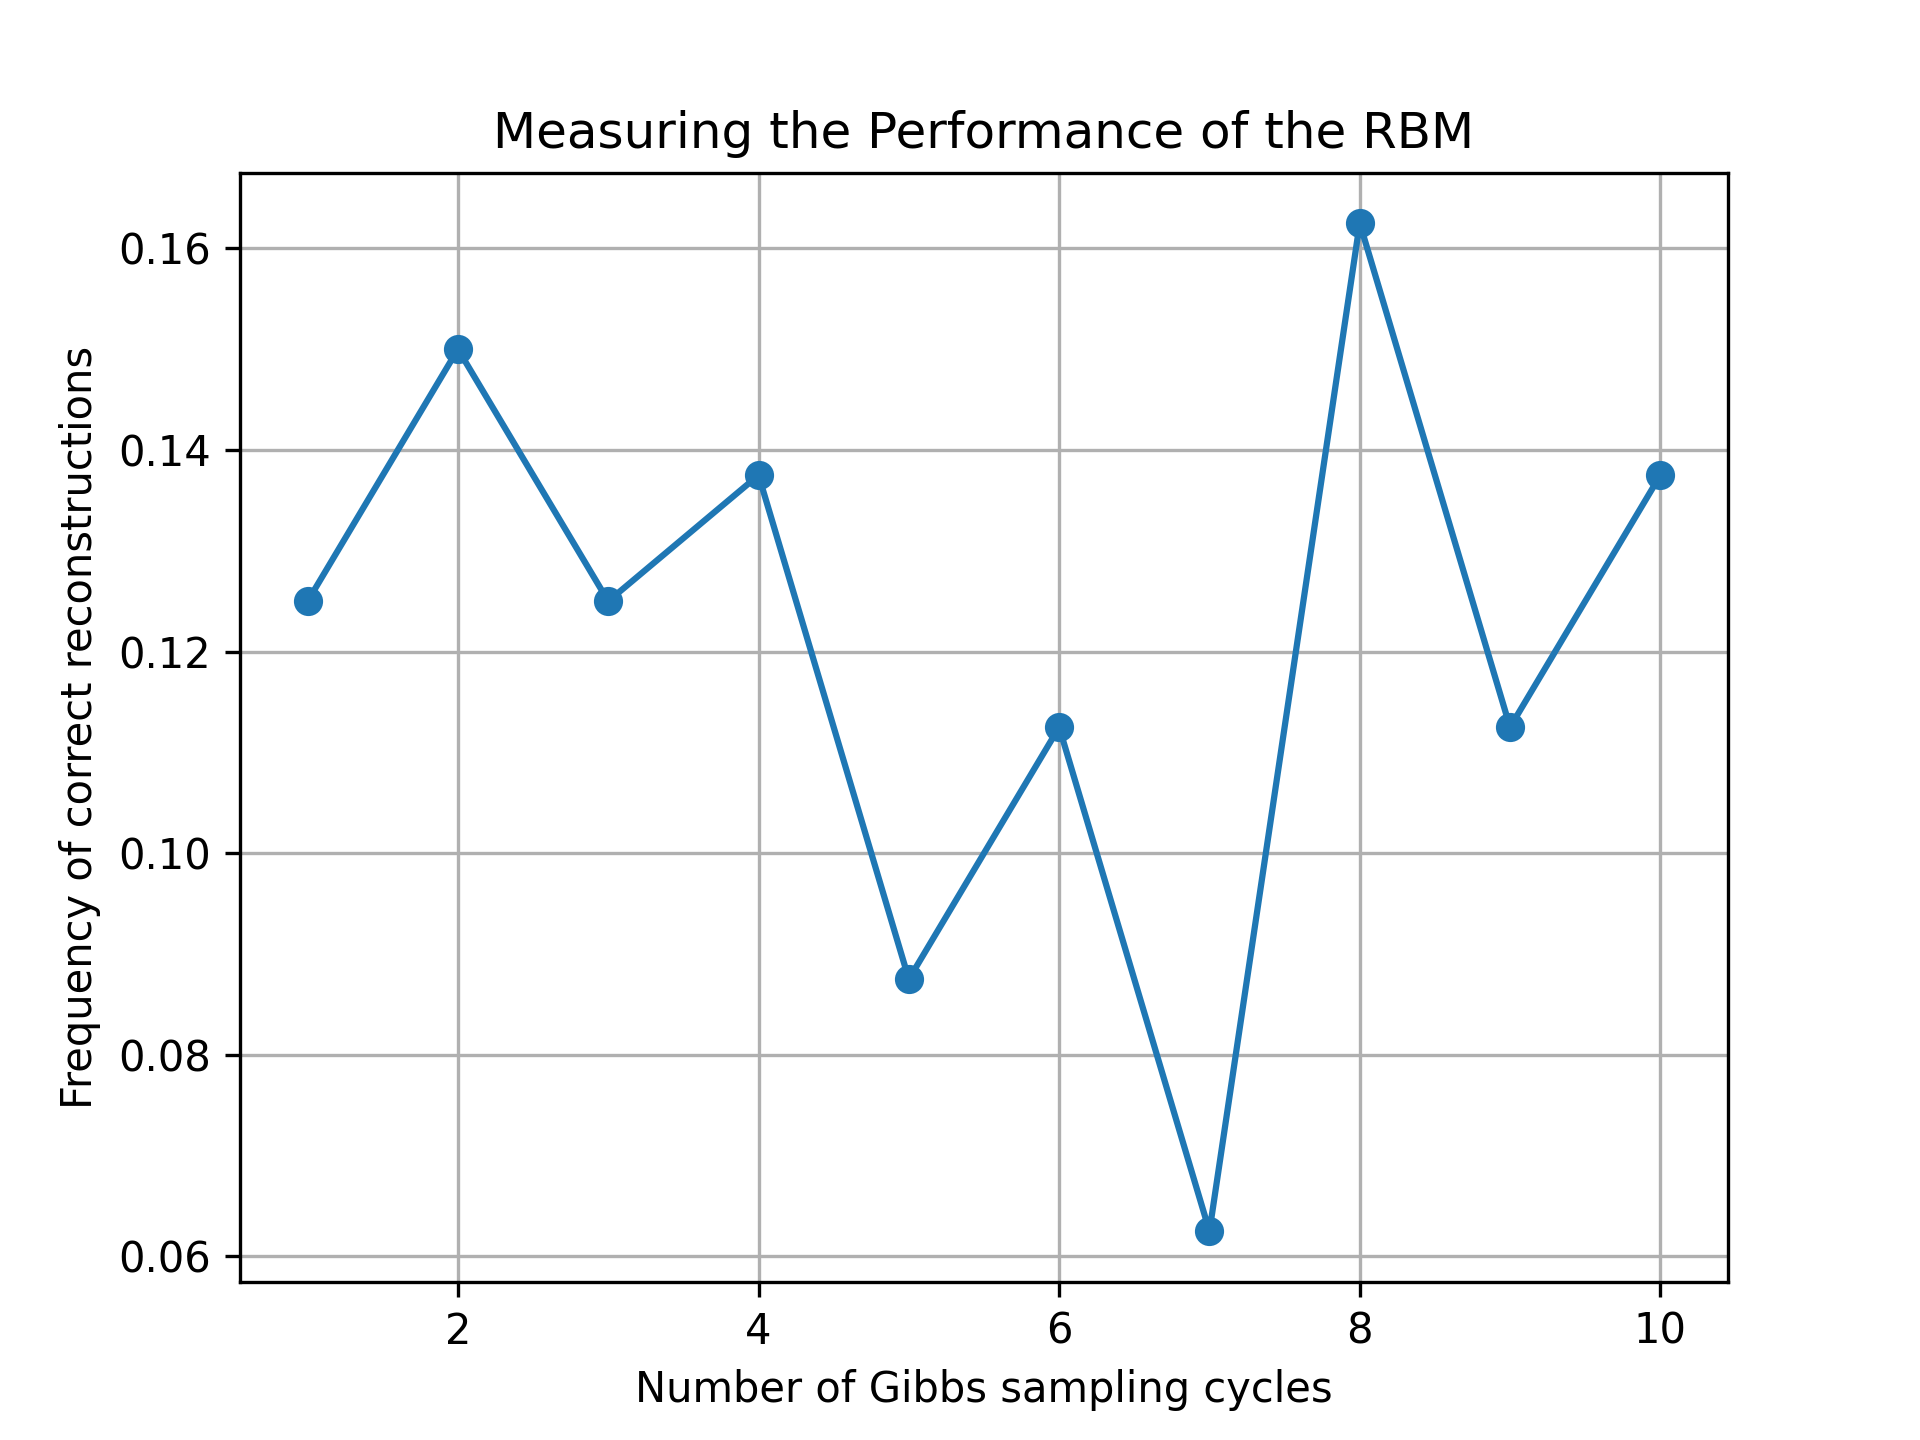 Measuring the Performance of the RBM
Frequency of correct reconstructions
0.16
0.14
0.12
0.10
0.08
0.06
2 4 6 8 10
Number of Gibbs sampling cycles